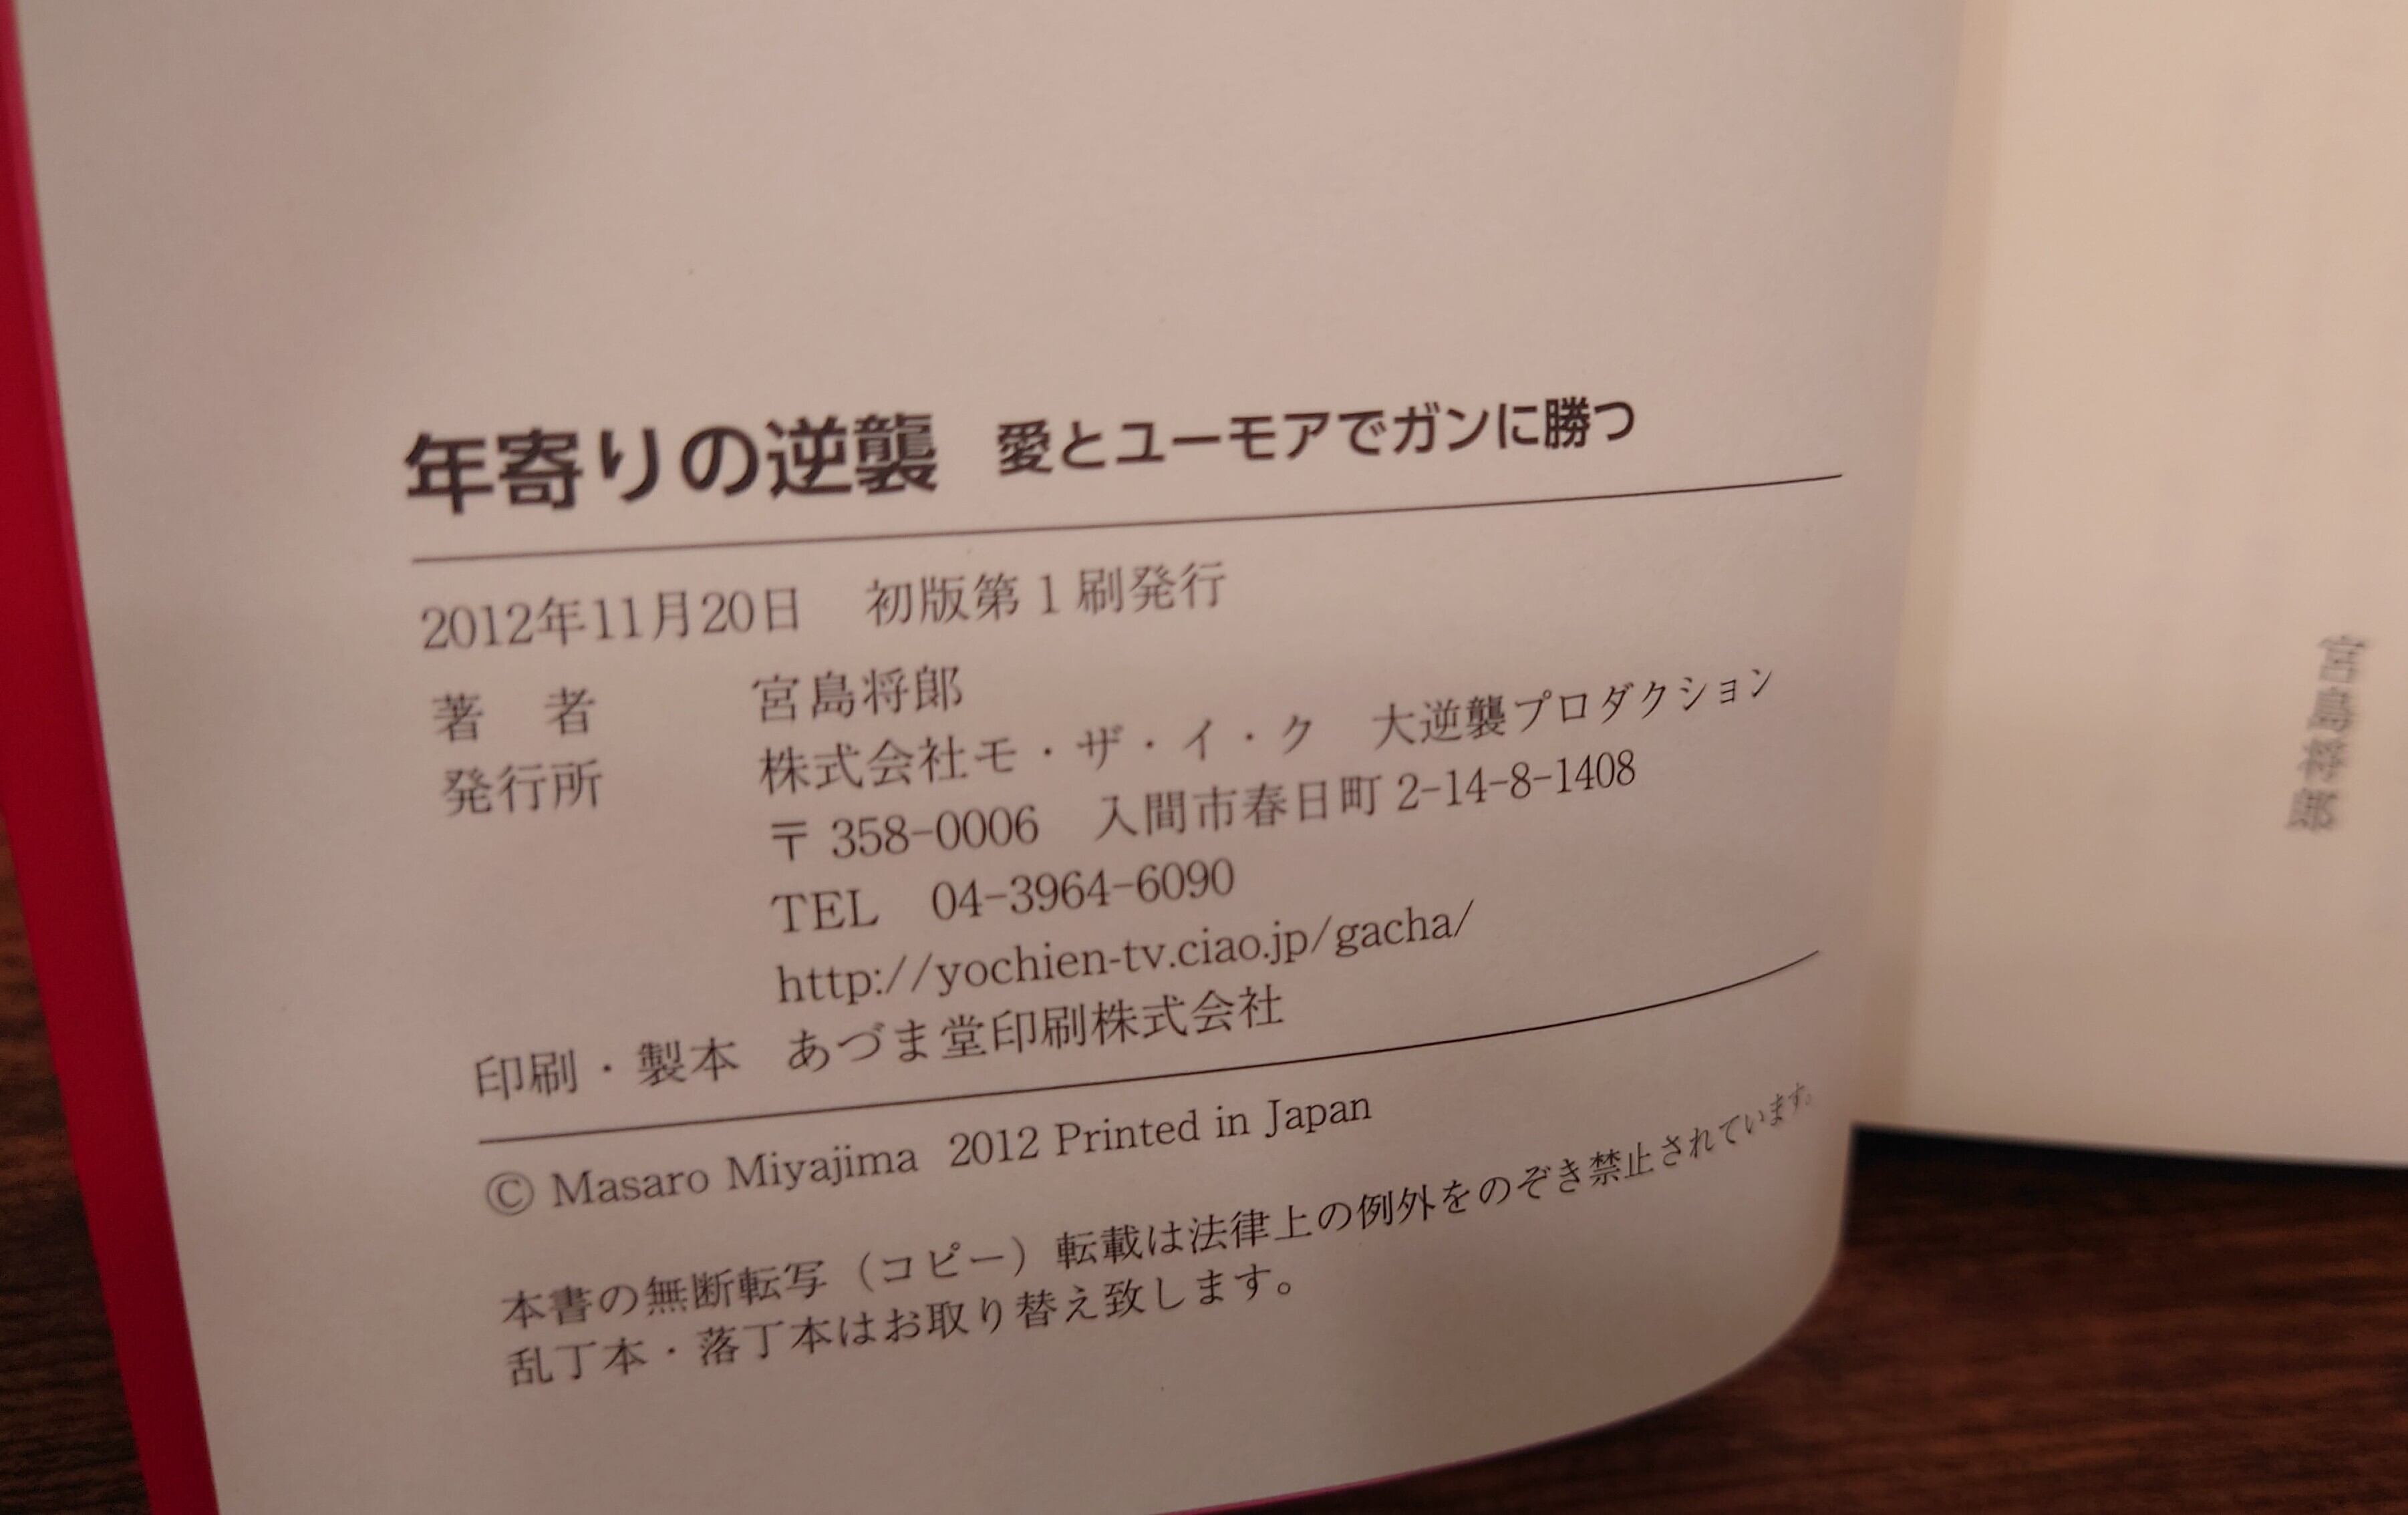 年寄りの逆襲 愛とユーモアでガンに勝つ
2012年11月20日 初版第1刷発行
著 者 宮島将郎
発行所 株式会社モ・ザ・イ・ク 大逆襲プロダクション
〒358-0006 入間市春日町2-14-8-1408
TEL 04-3964-6090
http://yochien-tv.ciao.jp/gacha/
印刷・製本 あづま堂印刷株式会社
© Masaro Miyajima 2012 Printed in Japan
本書の無断転写（コピー）転載は法律上の例外をのぞき禁止されています。
乱丁本・落丁本はお取り替え致します。
宮島将郎